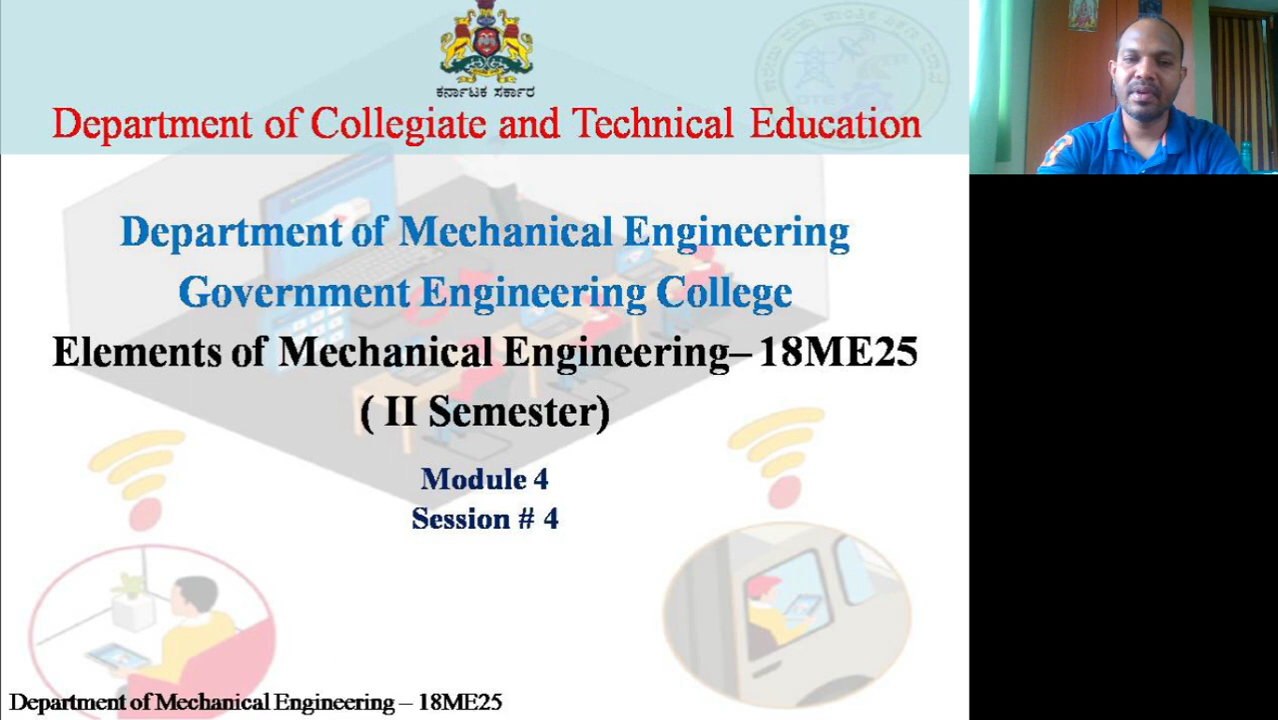 ಕರ್ನಾಟಕ ಸರ್ಕಾರ
Department of Collegiate and Technical Education
Department of Mechanical Engineering
Government Engineering College
Elements of Mechanical Engineering– 18ME25
( II Semester)
Module 4
Session # 4
Department of Mechanical Engineering – 18ME25